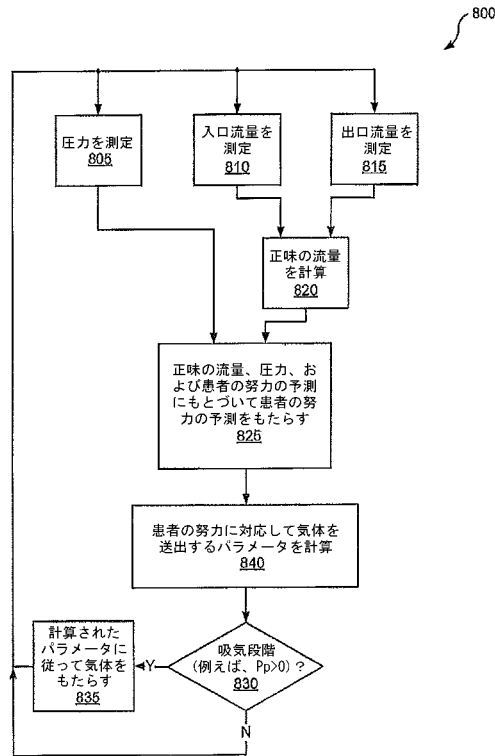 800
圧力を測定
805
入口流量を
測定
810
出口流量を
測定
815
正味の流量
を計算
820
正味の流量、圧力、お
よび患者の努力の予測
にもとづいて患者の努
力の予測をもたらす
825
患者の努力に対応して気体を
送出するパラメータを計算
840
吸気段階
(例えば、Pp>0)？
830
Y
計算された
パラメータに
従って気体を
もたらす
835
N